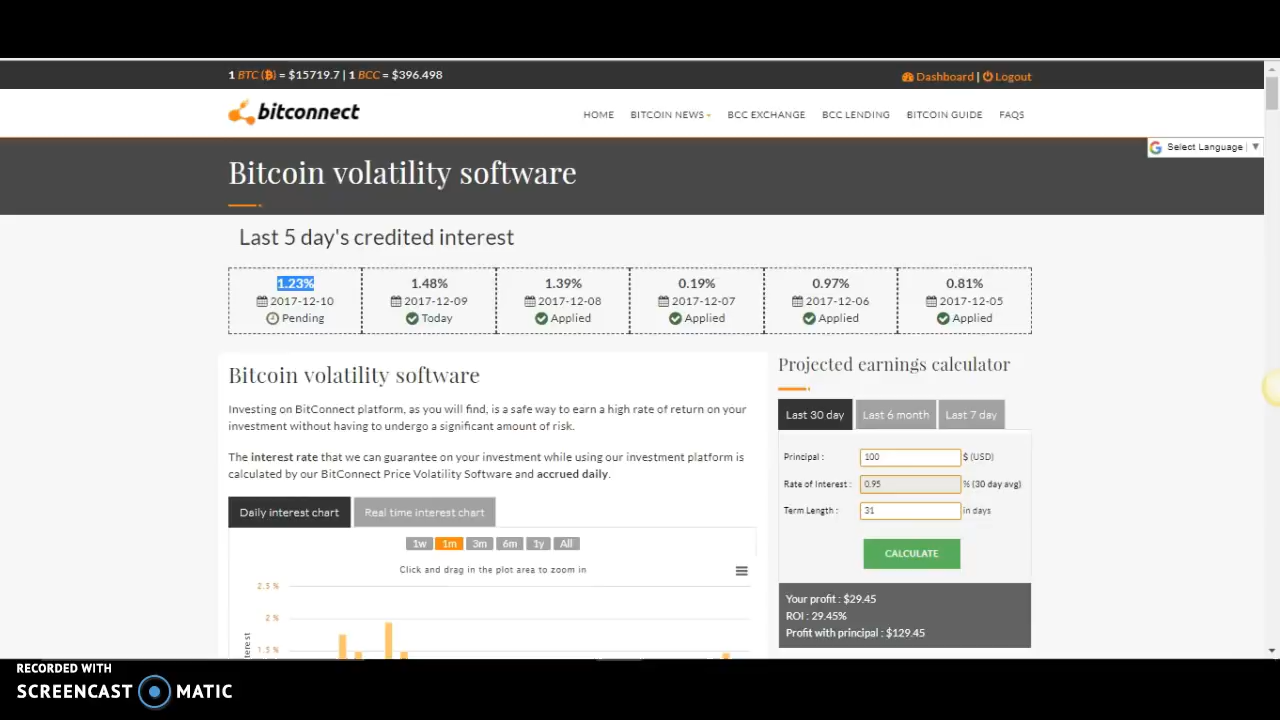 1 BTC (₿) = $15719.7 | 1 BCC = $396.498
Dashboard | Logout
bitconnect
HOME BITCOIN NEWS BCC EXCHANGE BCC LENDING BITCOIN GUIDE FAQS
Select Language ▼
Bitcoin volatility software
Last 5 day's credited interest
1.23% 1.48% 1.39% 0.19% 0.97% 0.81%
2017-12-10 2017-12-09 2017-12-08 2017-12-07 2017-12-06 2017-12-05
Pending Today Applied Applied Applied Applied
Bitcoin volatility software
Investing on BitConnect platform, as you will find, is a safe way to earn a high rate of return on your
investment without having to undergo a significant amount of risk.
The interest rate that we can guarantee on your investment while using our investment platform is
calculated by our BitConnect Price Volatility Software and accrued daily.
Daily interest chart Real time interest chart
1w 1m 3m 6m 1y All
Click and drag in the plot area to zoom in
2.5 %
2 %
1.5 %
terest
Projected earnings calculator
Last 30 day Last 6 month Last 7 day
Principal : 100 $ (USD)
Rate of Interest : 0.95 % (30 day avg)
Term Length : 31 in days
CALCULATE
Your profit : $29.45
ROI : 29.45%
Profit with principal : $129.45
RECORDED WITH
SCREENCAST MATIC